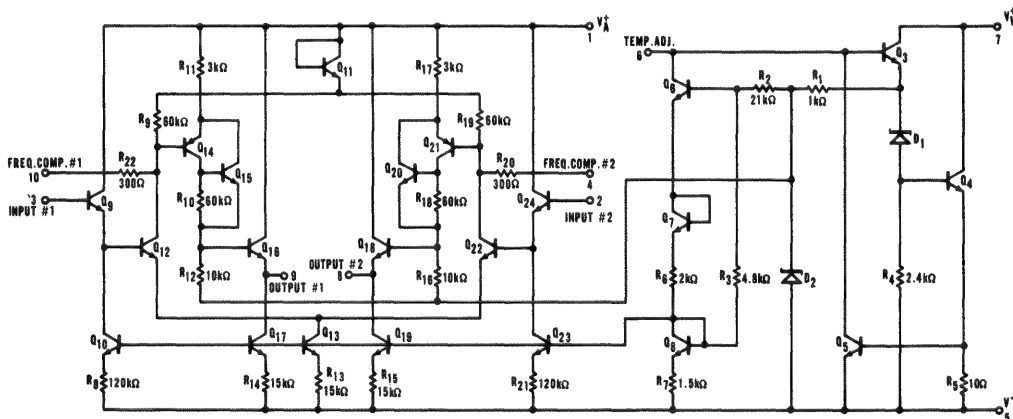 V_A^+
1
V_B^+
7
TEMP.ADJ.
6
Q3
Q11
R11 3kΩ
R17 3kΩ
Q6
R2 21kΩ
R1 1kΩ
R9 60kΩ
R19 60kΩ
D1
Q14
Q21
FREQ.COMP.#1
10
R22 300Ω
Q15
Q20
R20 300Ω
FREQ.COMP.#2
4
Q4
3
INPUT #1
Q9
R10 60kΩ
R18 60kΩ
Q24
2
INPUT #2
Q7
Q12
Q16
Q18
Q22
R12 10kΩ
9
OUTPUT #1
OUTPUT #2
8
R16 10kΩ
R6 2kΩ
R3 4.8kΩ
D2
R4 2.4kΩ
Q10
Q17
Q13
Q19
Q23
Q8
Q5
R8 120kΩ
R14 15kΩ
R13 15kΩ
R15 15kΩ
R21 120kΩ
R7 1.5kΩ
R5 10Ω